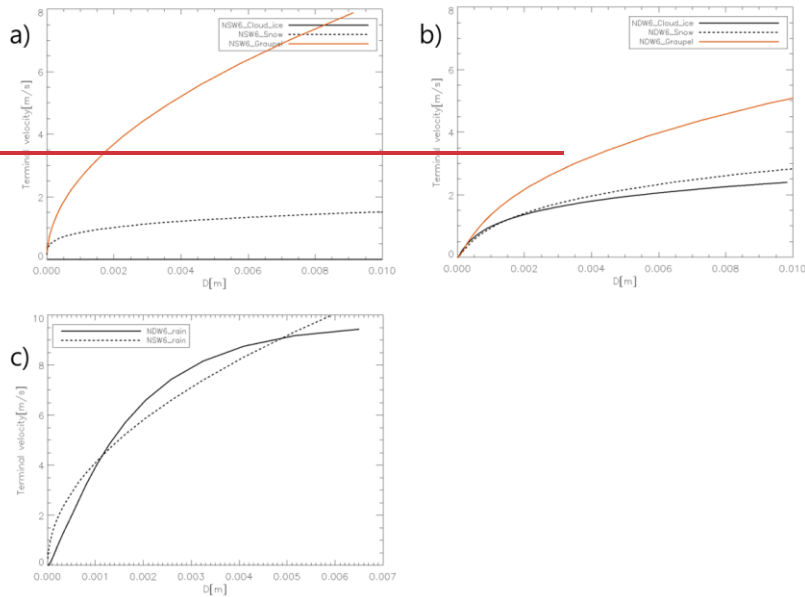 a)
NSW6_Cloud_ice
NSW6_Snow
NSW6_Graupel
Terminal velocity[m/s]
8
6
4
2
0
0.000 0.002 0.004 0.006 0.008 0.010
D[m]
b)
NDW6_Cloud_ice
NDW6_Snow
NDW6_Graupel
Terminal velocity[m/s]
8
6
4
2
0
0.000 0.002 0.004 0.006 0.008 0.010
D[m]
c)
NDW6_rain
NSW6_rain
Terminal velocity[m/s]
10
8
6
4
2
0
0.000 0.001 0.002 0.003 0.004 0.005 0.006 0.007
D[m]